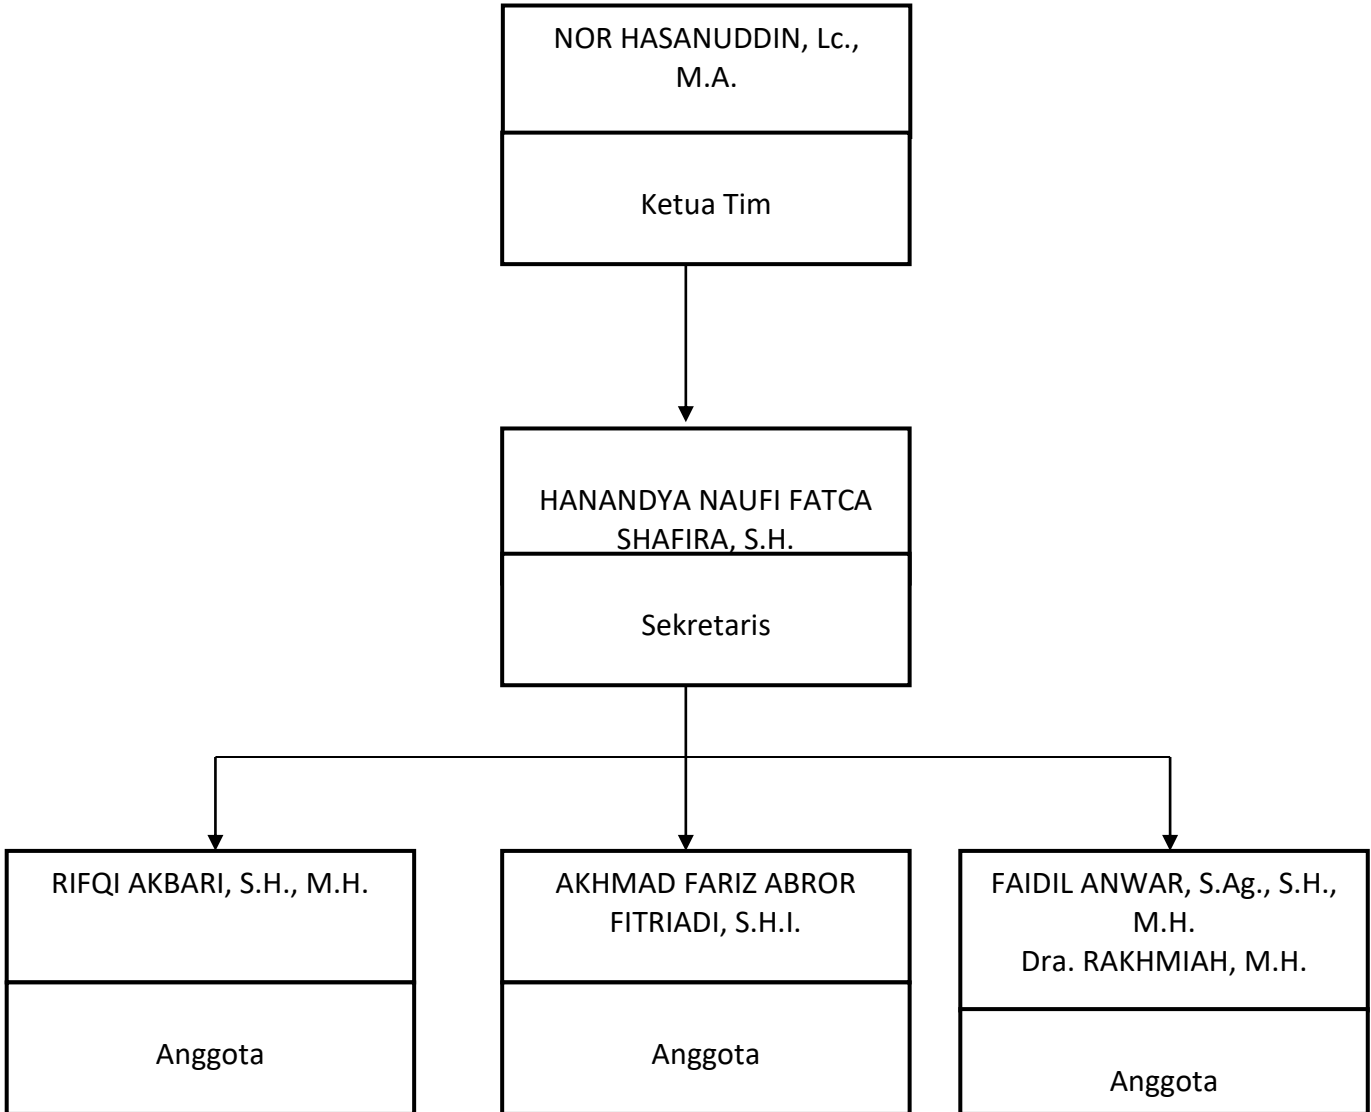 NOR HASANUDDIN, Lc.,
M.A.
Ketua Tim
HANANDYA NAUFI FATCA
SHAFIRA, S.H.
Sekretaris
RIFQI AKBARI, S.H., M.H.
Anggota
AKHMAD FARIZ ABROR
FITRIADI, S.H.I.
Anggota
FAIDIL ANWAR, S.Ag., S.H.,
M.H.
Dra. RAKHMIAH, M.H.
Anggota